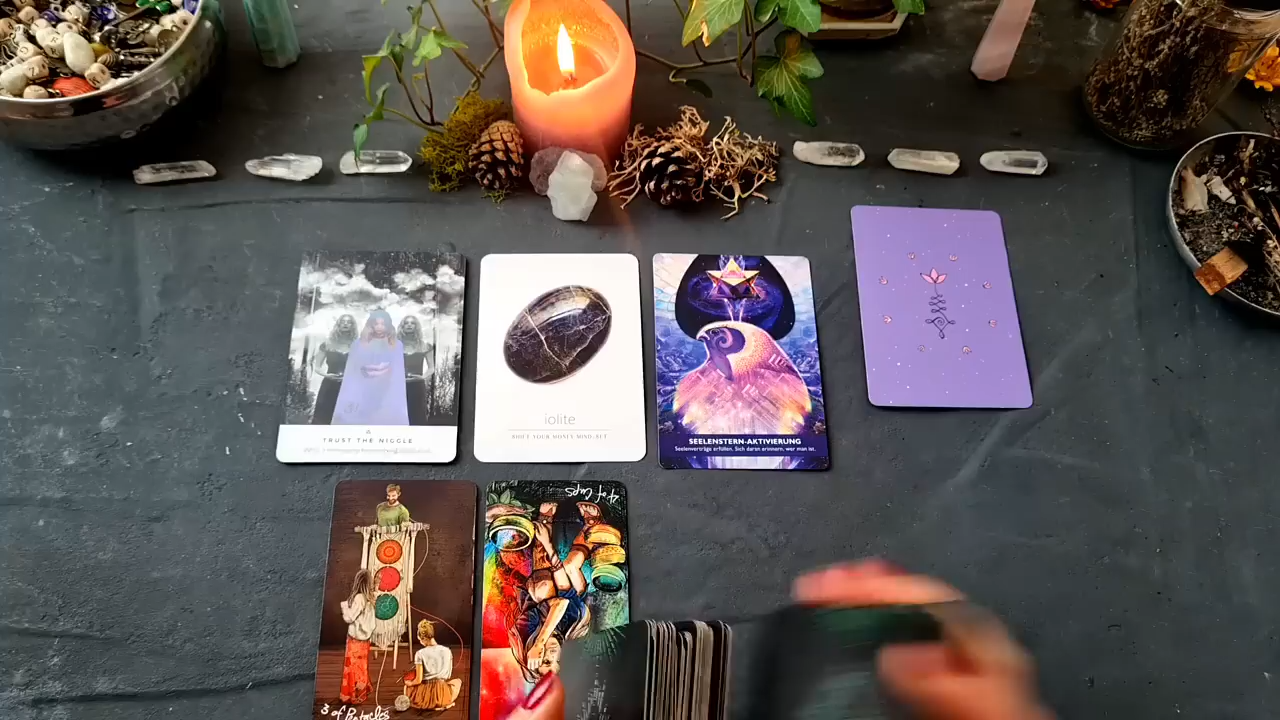 TRUST THE NIGGLE
iolite
SHIFT YOUR MONEY MIND-SET
SEELENSTERN-AKTIVIERUNG
Seelenverträge erfüllen. Sich daran erinnern, wer man ist.
4 of Cups
3 of Pentacles